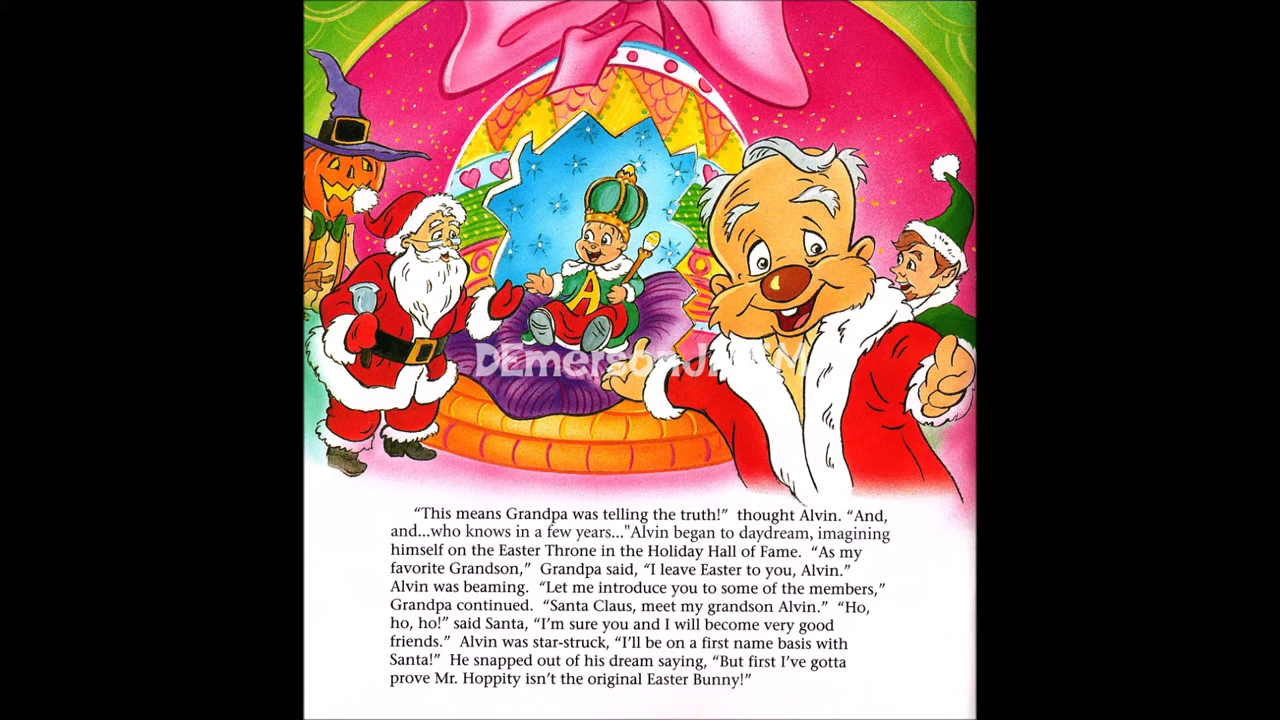 A
DEmersonJ
“This means Grandpa was telling the truth!”  thought Alvin. “And,
and...who knows in a few years..."Alvin began to daydream, imagining
himself on the Easter Throne in the Holiday Hall of Fame.  “As my
favorite Grandson,”  Grandpa said, “I leave Easter to you, Alvin.”
Alvin was beaming.  “Let me introduce you to some of the members,”
Grandpa continued.  “Santa Claus, meet my grandson Alvin.”  “Ho,
ho, ho!” said Santa, “I’m sure you and I will become very good
friends.”  Alvin was star-struck, “I’ll be on a first name basis with
Santa!”  He snapped out of his dream saying, “But first I’ve gotta
prove Mr. Hoppity isn’t the original Easter Bunny!”